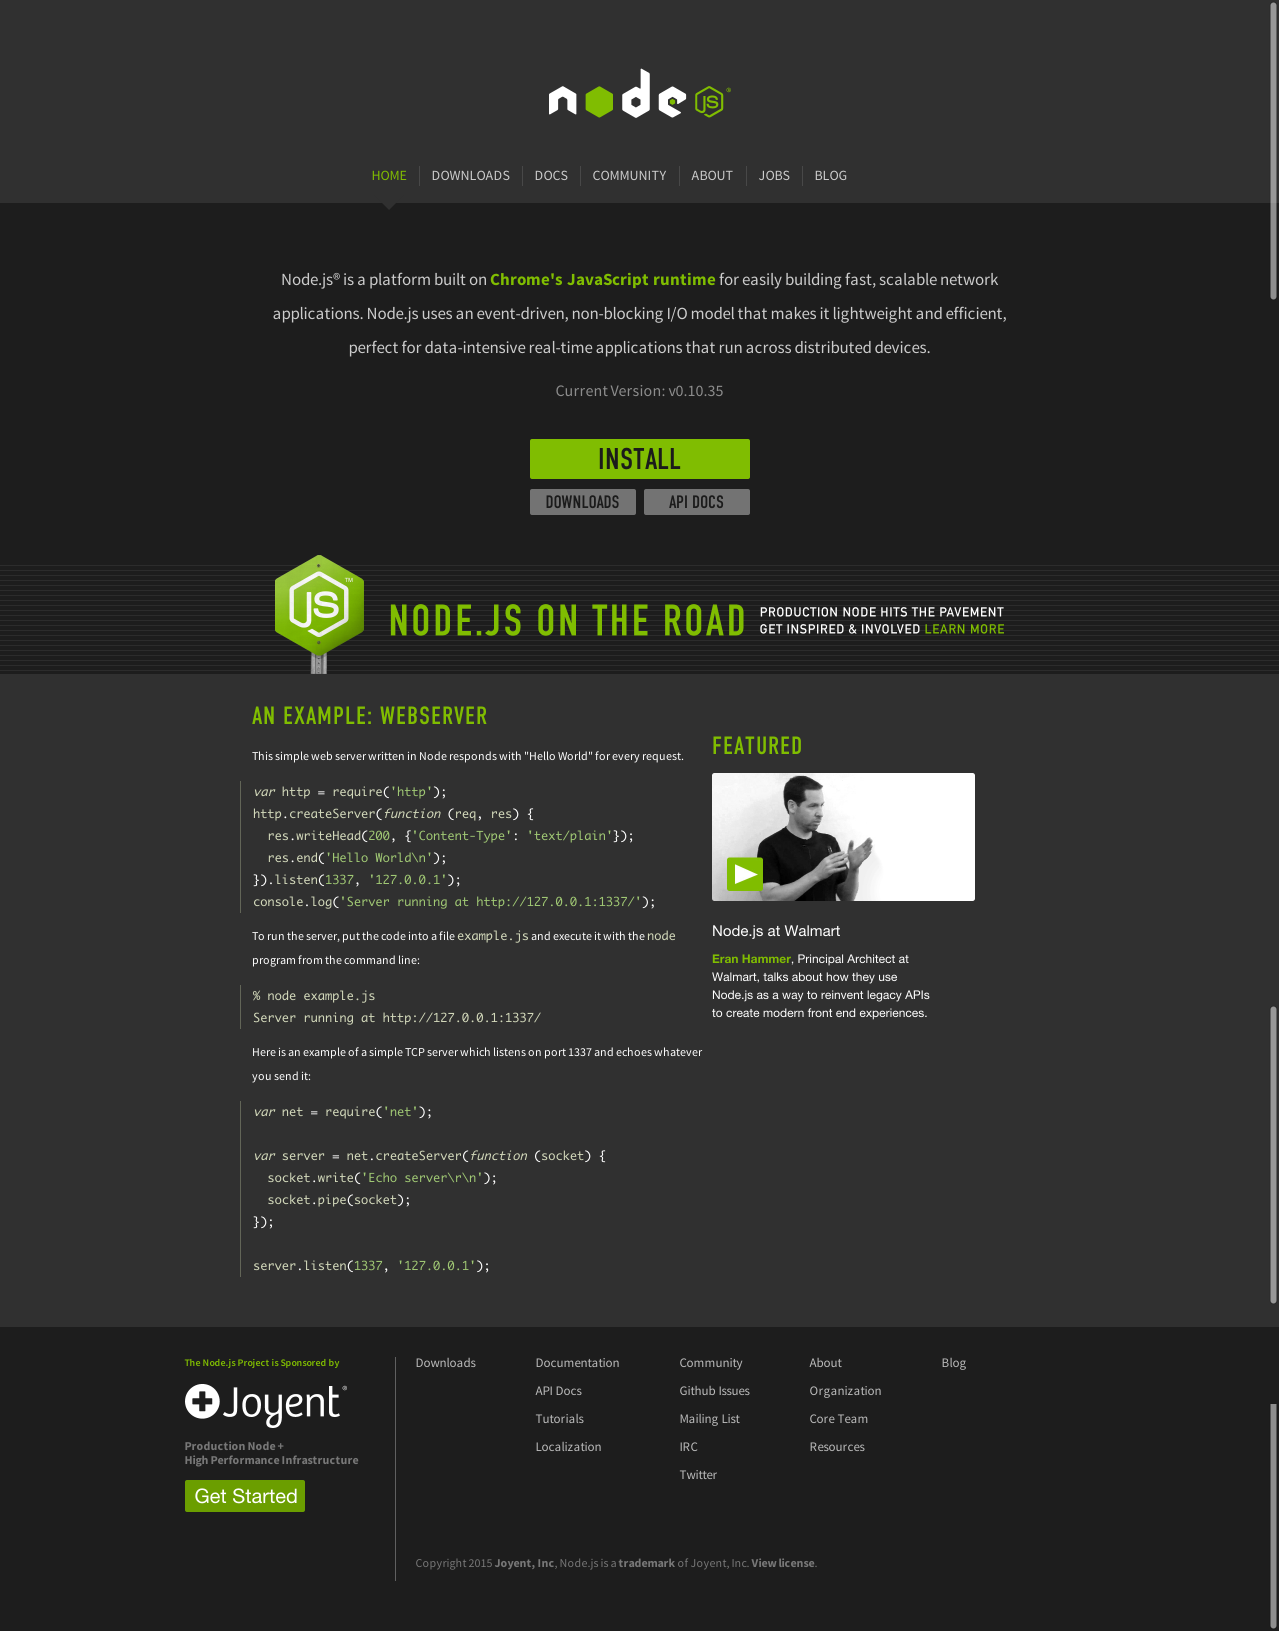 node JS ®
HOME DOWNLOADS DOCS COMMUNITY ABOUT JOBS BLOG
Node.js® is a platform built on Chrome's JavaScript runtime for easily building fast, scalable network
applications. Node.js uses an event-driven, non-blocking I/O model that makes it lightweight and efficient,
perfect for data-intensive real-time applications that run across distributed devices.
Current Version: v0.10.35
INSTALL
DOWNLOADS API DOCS
JS ™
NODE.JS ON THE ROAD
PRODUCTION NODE HITS THE PAVEMENT
GET INSPIRED & INVOLVED LEARN MORE
AN EXAMPLE: WEBSERVER
This simple web server written in Node responds with "Hello World" for every request.
var http = require('http');
http.createServer(function (req, res) {
  res.writeHead(200, {'Content-Type': 'text/plain'});
  res.end('Hello World\n');
}).listen(1337, '127.0.0.1');
console.log('Server running at http://127.0.0.1:1337/');
To run the server, put the code into a file example.js and execute it with the node
program from the command line:
% node example.js
Server running at http://127.0.0.1:1337/
Here is an example of a simple TCP server which listens on port 1337 and echoes whatever
you send it:
var net = require('net');
var server = net.createServer(function (socket) {
  socket.write('Echo server\r\n');
  socket.pipe(socket);
});
server.listen(1337, '127.0.0.1');
FEATURED
Node.js at Walmart
Eran Hammer, Principal Architect at
Walmart, talks about how they use
Node.js as a way to reinvent legacy APIs
to create modern front end experiences.
The Node.js Project is Sponsored by
Joyent®
Production Node +
High Performance Infrastructure
Get Started
Downloads
Documentation
API Docs
Tutorials
Localization
Community
Github Issues
Mailing List
IRC
Twitter
About
Organization
Core Team
Resources
Blog
Copyright 2015 Joyent, Inc, Node.js is a trademark of Joyent, Inc. View license.